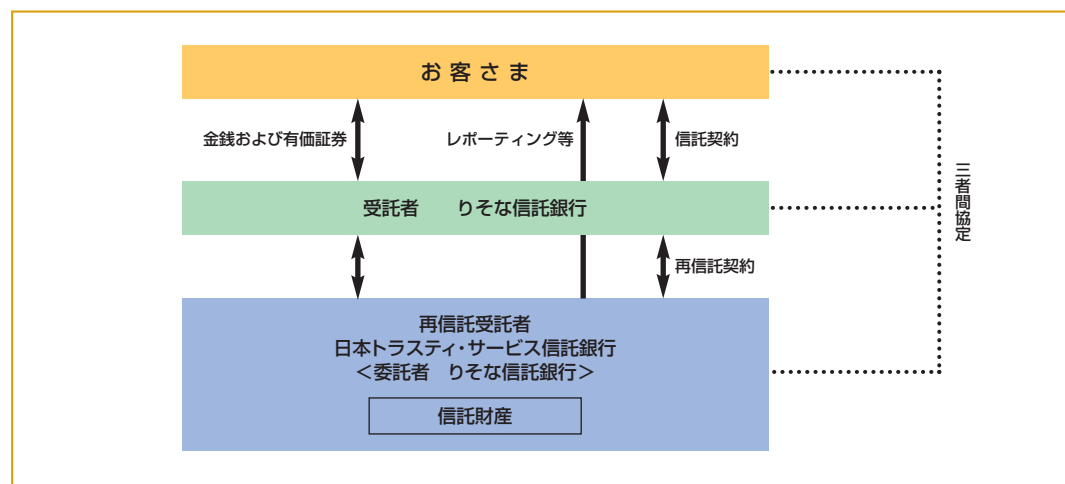 お客さま
金銭および有価証券
レポーティング等
信託契約
受託者　りそな信託銀行
再信託契約
再信託受託者
日本トラスティ・サービス信託銀行
＜委託者　りそな信託銀行＞
信託財産
三者間協定